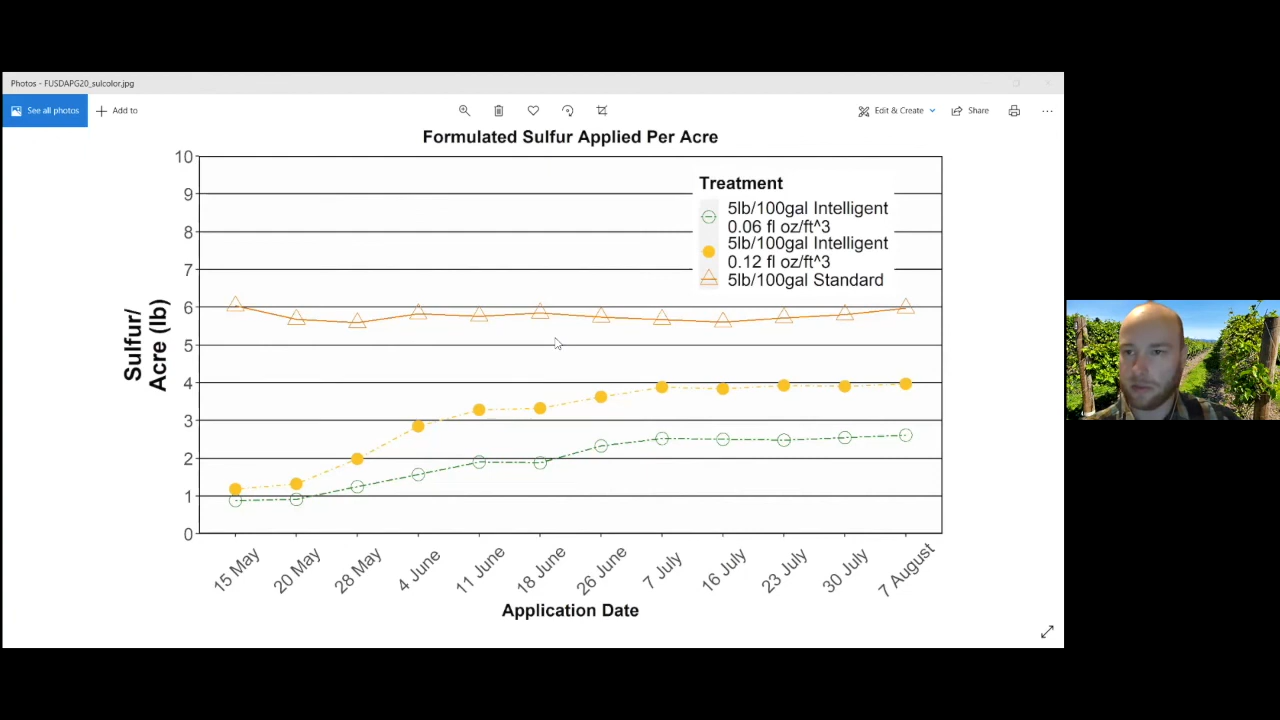 Photos - FUSDAPG20_sulcolor.jpg
See all photos
Add to
Edit & Create
Share
Formulated Sulfur Applied Per Acre
10
9
8
7
6
5
4
3
2
1
0
Sulfur/
Acre (lb)
Treatment
5lb/100gal Intelligent
0.06 fl oz/ft^3
5lb/100gal Intelligent
0.12 fl oz/ft^3
5lb/100gal Standard
15 May
20 May
28 May
4 June
11 June
18 June
26 June
7 July
16 July
23 July
30 July
7 August
Application Date